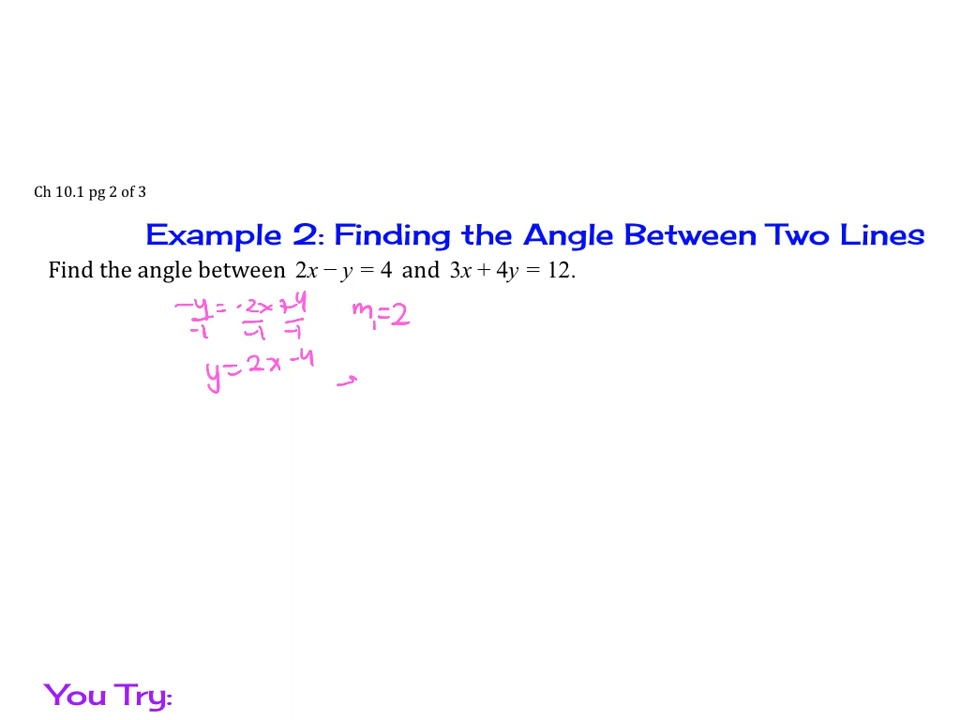 Ch 10.1 pg 2 of 3
Example 2: Finding the Angle Between Two Lines
Find the angle between 2x − y = 4 and 3x + 4y = 12.
-y = -2x + 4 m₁=2
-1 -1 -1
y = 2x -4
You Try: